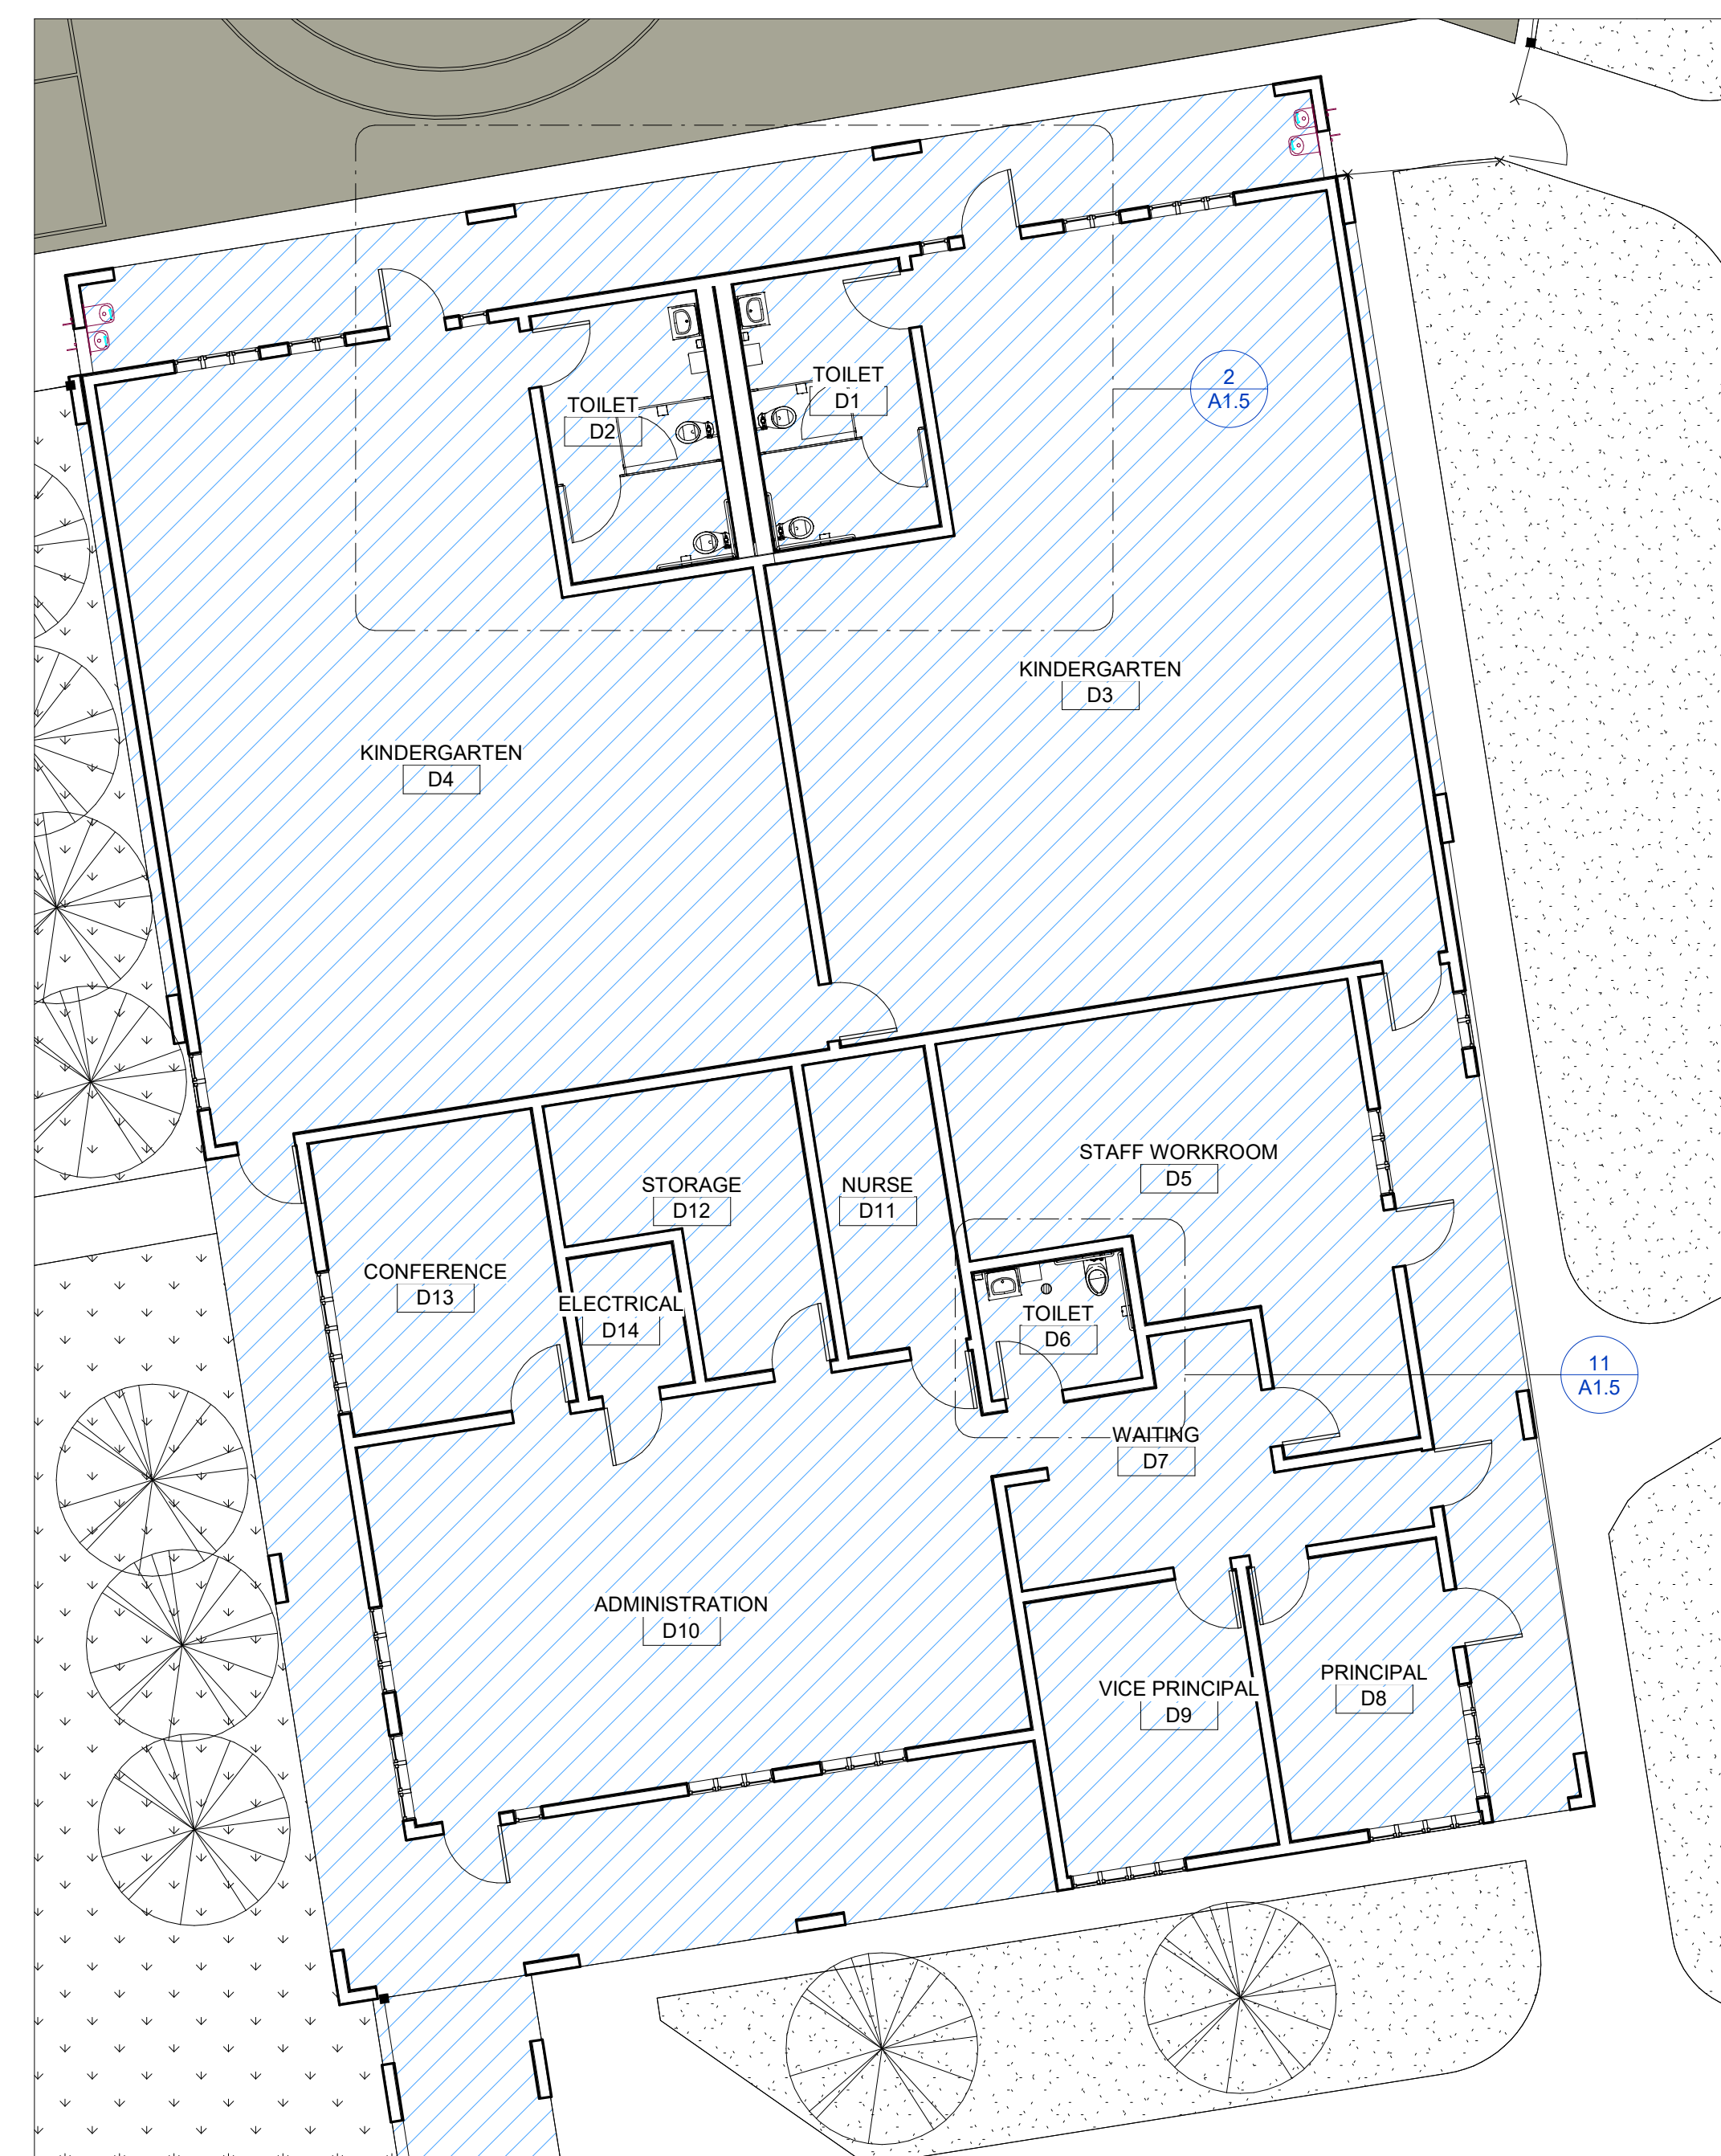 TOILET
D1
2
A1.5
TOILET
D2
KINDERGARTEN
D3
KINDERGARTEN
D4
STAFF WORKROOM
D5
STORAGE
D12
NURSE
D11
CONFERENCE
D13
ELECTRICAL
D14
TOILET
D6
11
A1.5
WAITING
D7
ADMINISTRATION
D10
VICE PRINCIPAL
D9
PRINCIPAL
D8